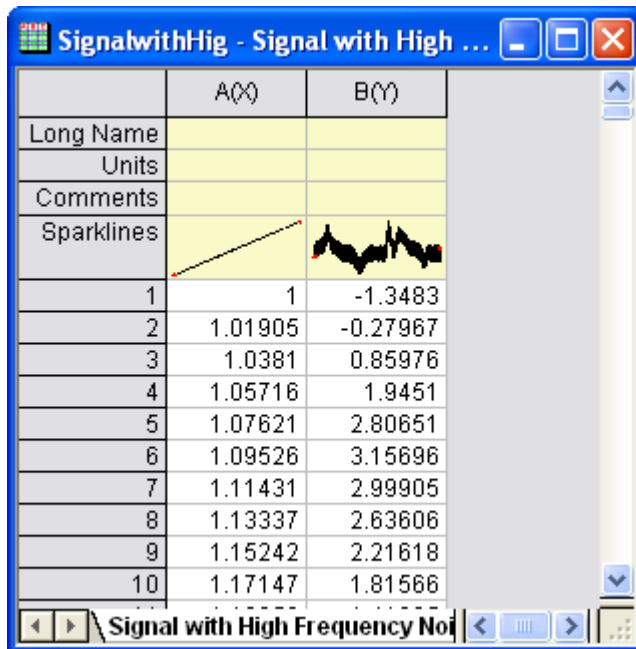 SignalwithHig - Signal with High ...
A(X) B(Y)
Long Name
Units
Comments
Sparklines
1 1 -1.3483
2 1.01905 -0.27967
3 1.0381 0.85976
4 1.05716 1.9451
5 1.07621 2.80651
6 1.09526 3.15696
7 1.11431 2.99905
8 1.13337 2.63606
9 1.15242 2.21618
10 1.17147 1.81566
Signal with High Frequency Noi